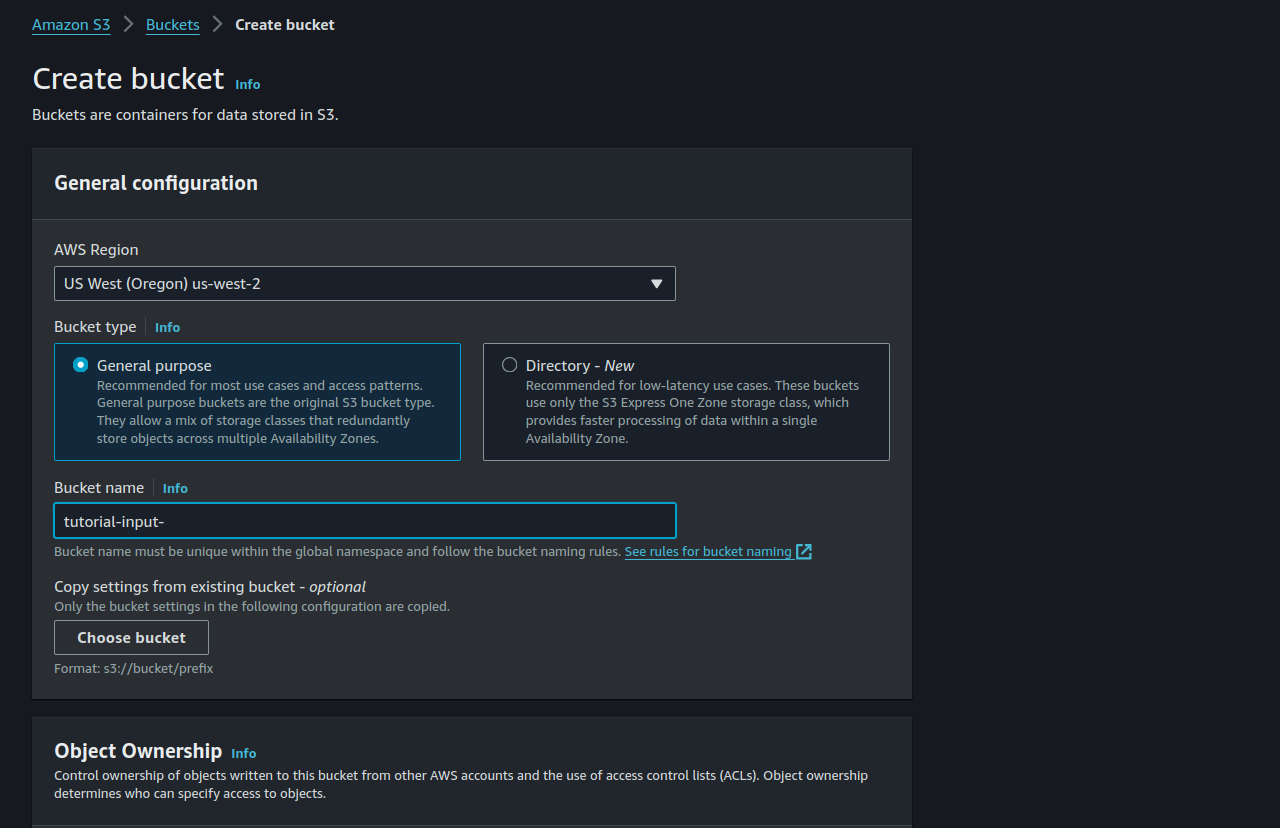 Amazon S3 > Buckets > Create bucket
Create bucket Info
Buckets are containers for data stored in S3.
General configuration
AWS Region
US West (Oregon) us-west-2
Bucket type Info
General purpose
Recommended for most use cases and access patterns.
General purpose buckets are the original S3 bucket type.
They allow a mix of storage classes that redundantly
store objects across multiple Availability Zones.
Directory - New
Recommended for low-latency use cases. These buckets
use only the S3 Express One Zone storage class, which
provides faster processing of data within a single
Availability Zone.
Bucket name Info
tutorial-input-
Bucket name must be unique within the global namespace and follow the bucket naming rules. See rules for bucket naming
Copy settings from existing bucket - optional
Only the bucket settings in the following configuration are copied.
Choose bucket
Format: s3://bucket/prefix
Object Ownership Info
Control ownership of objects written to this bucket from other AWS accounts and the use of access control lists (ACLs). Object ownership
determines who can specify access to objects.